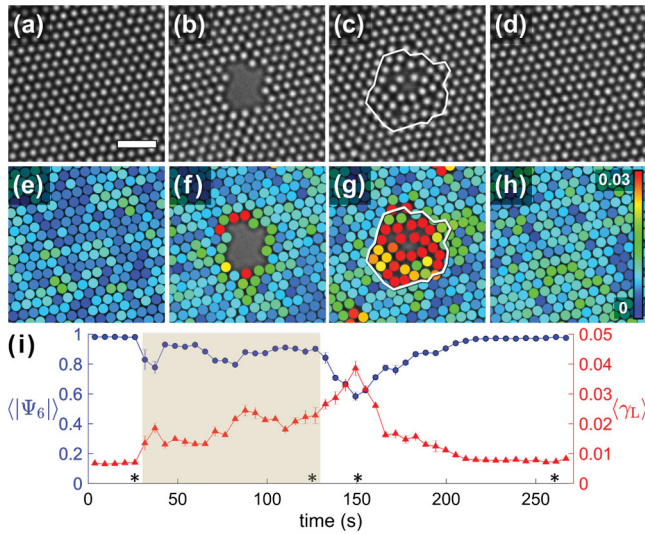 (a) (b) (c) (d)
(e) (f) (g) (h) 0.03
0
(i) 1 0.05
0.8 0.04
⟨|Ψ₆|⟩ 0.6 0.03 ⟨γL⟩
0.4 0.02
0.2 0.01
* * * *
0 0
0 50 100 150 200 250
time (s)